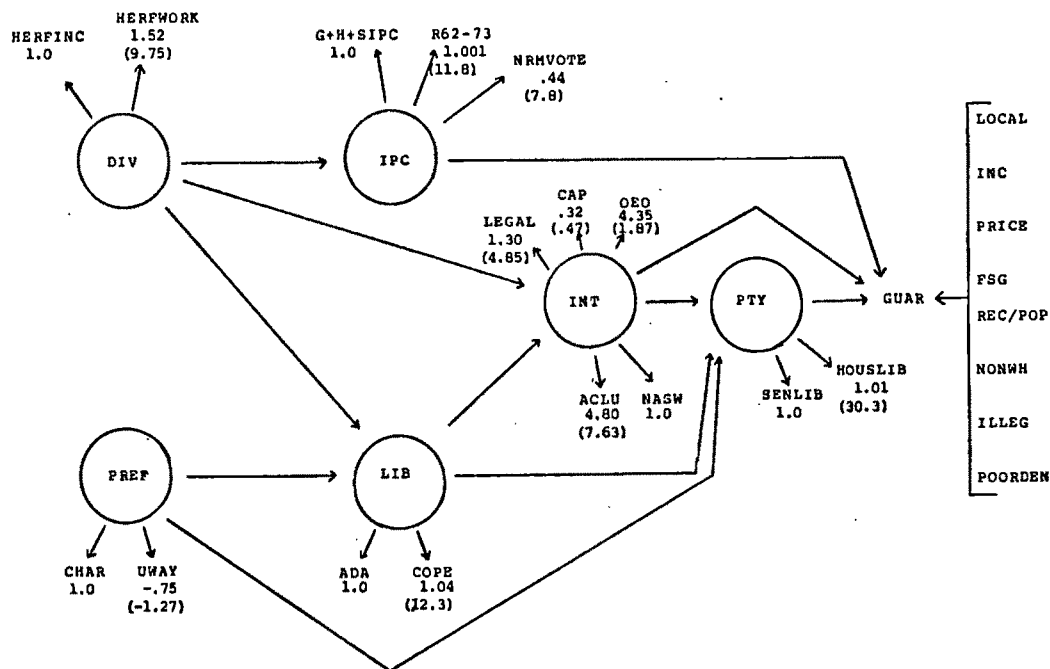 HERFINC
1.0
HERFWORK
1.52
(9.75)
G+H+SIPC
1.0
R62-73
1.001
(11.8)
NRMVOTE
.44
(7.8)
DIV
IPC
LEGAL
1.30
(4.85)
CAP
.32
(.47)
OEO
4.35
(1.87)
INT
PTY
GUAR
ACLU
4.80
(7.63)
NASW
1.0
SENLIB
1.0
HOUSLIB
1.01
(30.3)
PREF
LIB
CHAR
1.0
UWAY
-.75
(-1.27)
ADA
1.0
COPE
1.04
(12.3)
LOCAL
INC
PRICE
FSG
REC/POP
NONWH
ILLEG
POORDEN